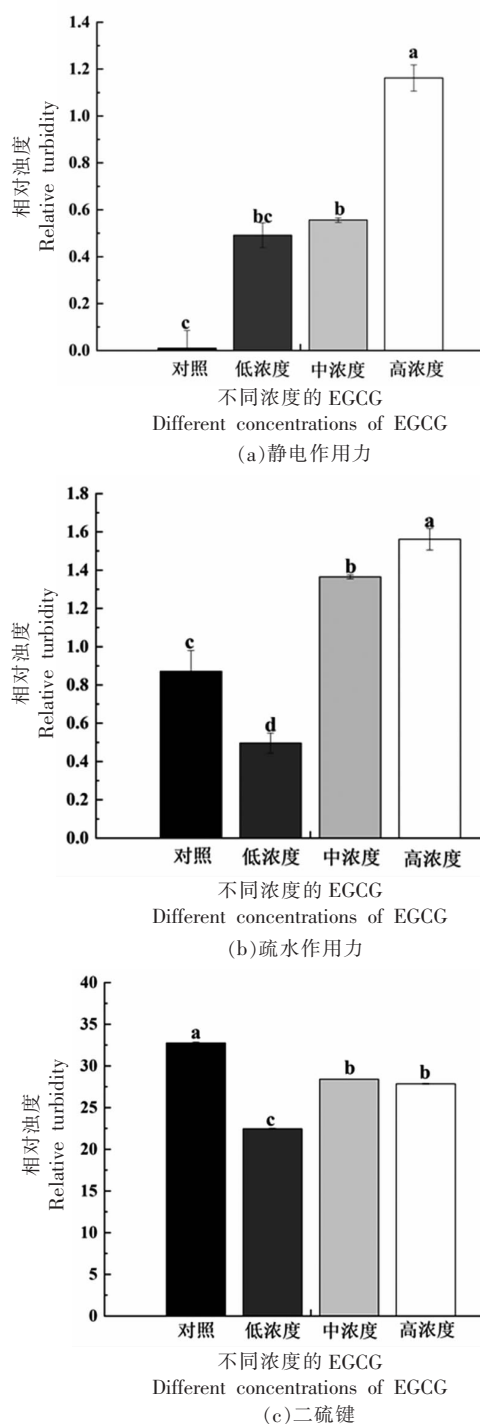 1.4
1.2
1.0
0.8
0.6
0.4
0.2
0.0
相对浊度
Relative turbidity
c
bc
b
a
对照 低浓度 中浓度 高浓度
不同浓度的 EGCG
Different concentrations of EGCG
(a)静电作用力
1.8
1.6
1.4
1.2
1.0
0.8
0.6
0.4
0.2
0.0
相对浊度
Relative turbidity
c
d
b
a
对照 低浓度 中浓度 高浓度
不同浓度的 EGCG
Different concentrations of EGCG
(b)疏水作用力
40
35
30
25
20
15
10
5
0
相对浊度
Relative turbidity
a
c
b
b
对照 低浓度 中浓度 高浓度
不同浓度的 EGCG
Different concentrations of EGCG
(c)二硫键